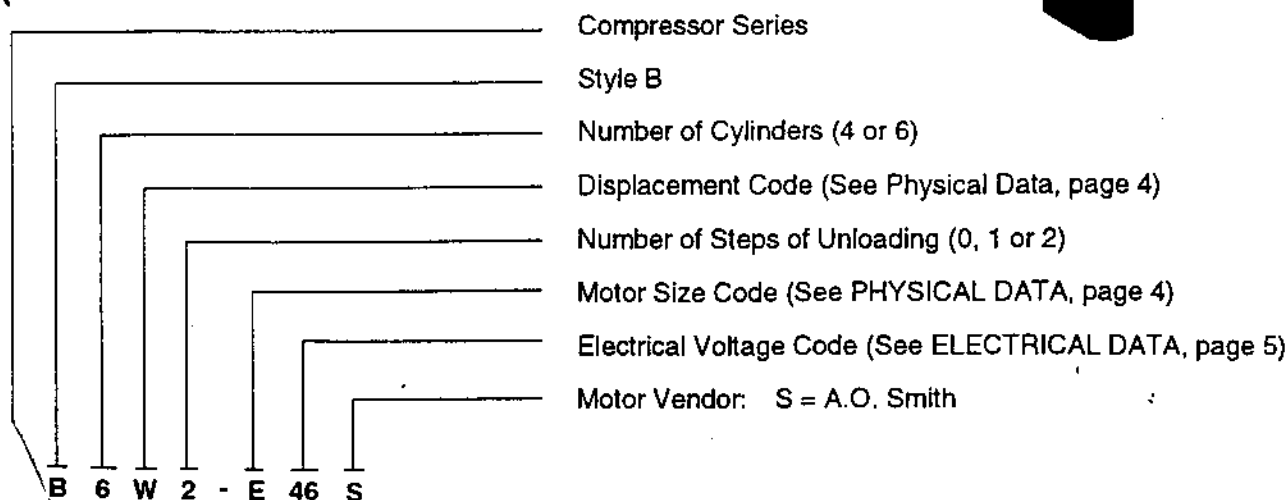 Compressor Series
Style B
Number of Cylinders (4 or 6)
Displacement Code (See Physical Data, page 4)
Number of Steps of Unloading (0, 1 or 2)
Motor Size Code (See PHYSICAL DATA, page 4)
Electrical Voltage Code (See ELECTRICAL DATA, page 5)
Motor Vendor: S = A.O. Smith
B 6 W 2 - E 46 S